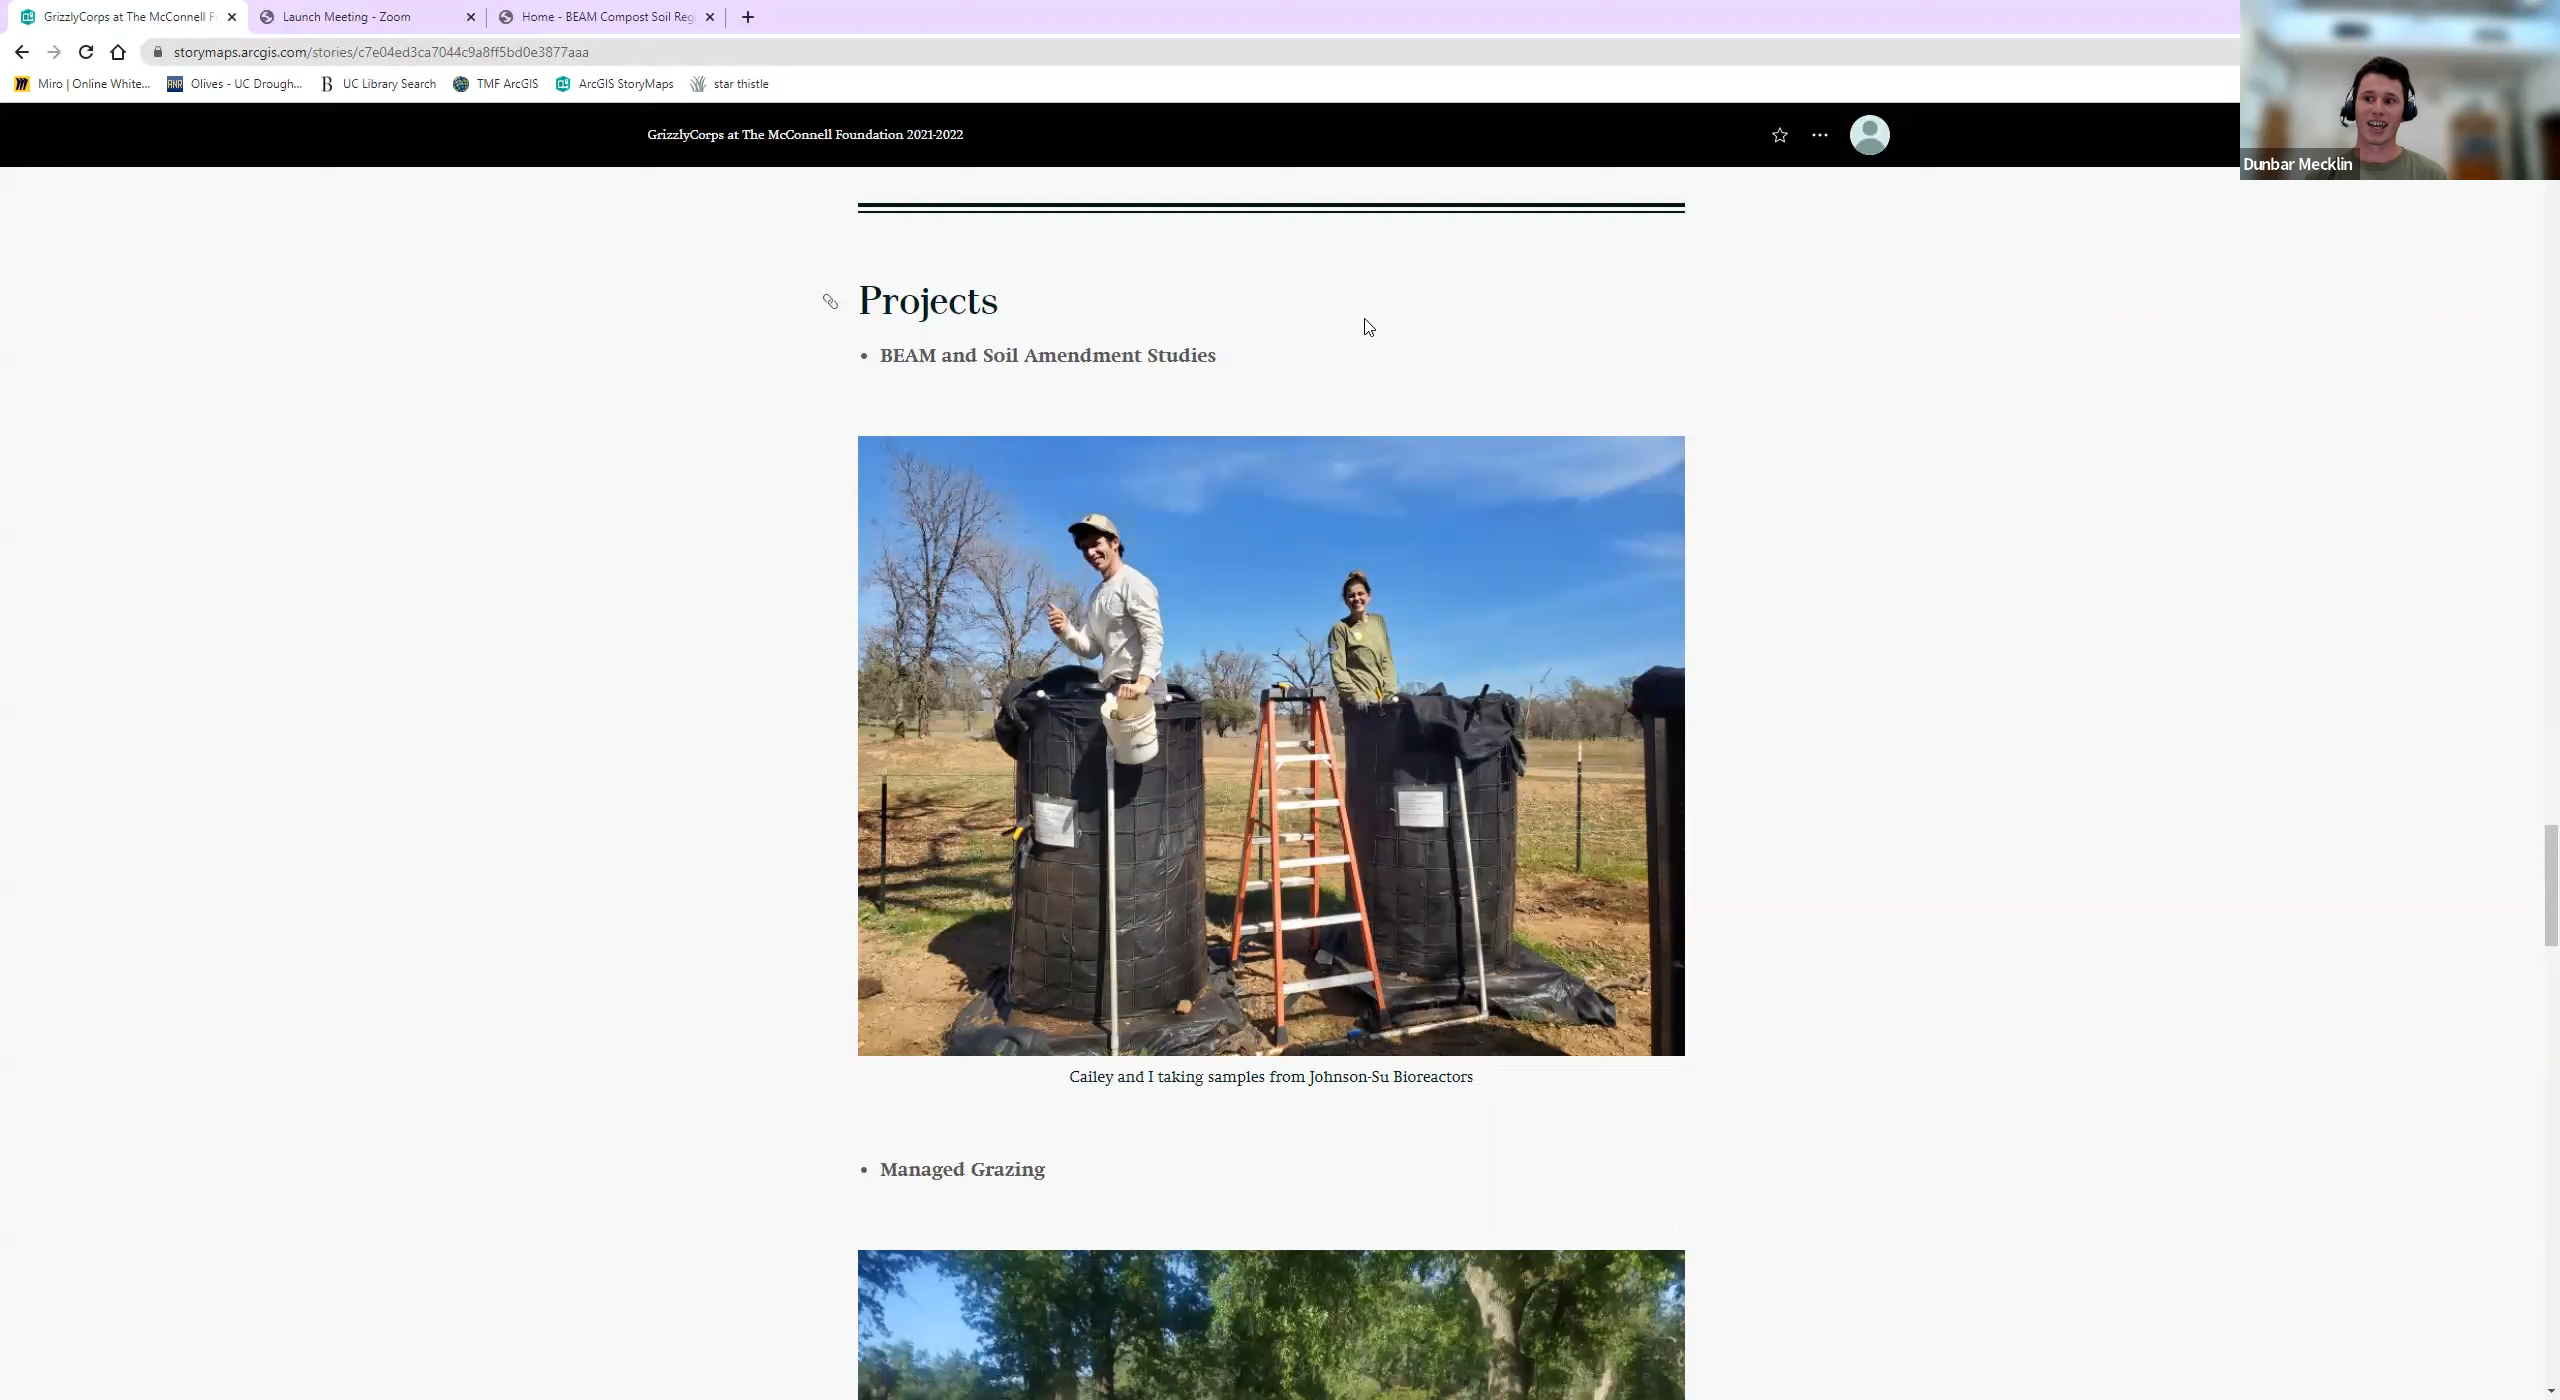 GrizzlyCorps at The McConnell F
Launch Meeting - Zoom
Home - BEAM Compost Soil Reg
storymaps.arcgis.com/stories/c7e04ed3ca7044c9a8ff5bd0e3877aaa
Miro | Online White...
Olives - UC Drough...
UC Library Search
TMF ArcGIS
ArcGIS StoryMaps
star thistle
GrizzlyCorps at The McConnell Foundation 2021-2022
Dunbar Mecklin
Projects
• BEAM and Soil Amendment Studies
Cailey and I taking samples from Johnson-Su Bioreactors
• Managed Grazing